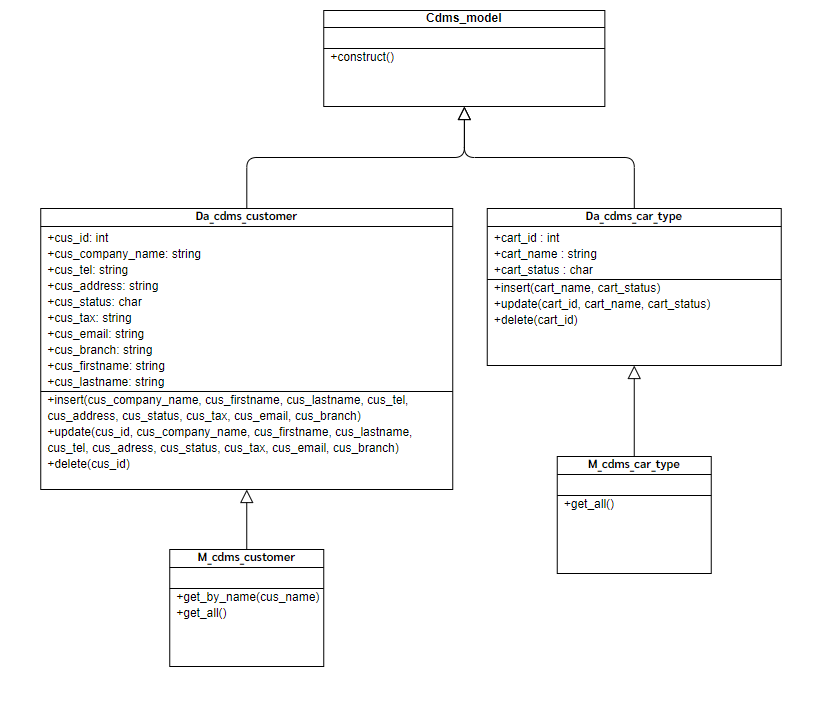 Cdms_model
+construct()
Da_cdms_customer
+cus_id: int
+cus_company_name: string
+cus_tel: string
+cus_address: string
+cus_status: char
+cus_tax: string
+cus_email: string
+cus_branch: string
+cus_firstname: string
+cus_lastname: string
+insert(cus_company_name, cus_firstname, cus_lastname, cus_tel,
cus_address, cus_status, cus_tax, cus_email, cus_branch)
+update(cus_id, cus_company_name, cus_firstname, cus_lastname,
cus_tel, cus_adress, cus_status, cus_tax, cus_email, cus_branch)
+delete(cus_id)
Da_cdms_car_type
+cart_id : int
+cart_name : string
+cart_status : char
+insert(cart_name, cart_status)
+update(cart_id, cart_name, cart_status)
+delete(cart_id)
M_cdms_customer
+get_by_name(cus_name)
+get_all()
M_cdms_car_type
+get_all()